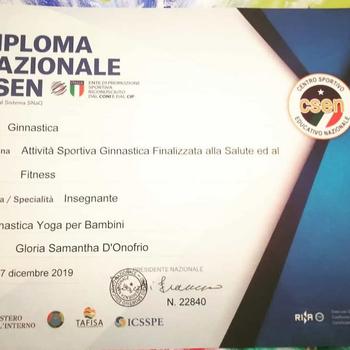 IPLOMA
AZIONALE
SEN
ENTE DI PROMOZIONE
SPORTIVA
RICONOSCIUTO
DAL CONI E DAL CIP
al Sistema SNaQ
CENTRO SPORTIVO
csen
EDUCATIVO NAZIONALE
Ginnastica
na Attività Sportiva Ginnastica Finalizzata alla Salute ed al
Fitness
a / Specialità Insegnante
nastica Yoga per Bambini
Gloria Samantha D'Onofrio
7 dicembre 2019
PRESIDENTE NAZIONALE
N. 22840
STERO
L'INTERNO
TAFISA
ICSSPE